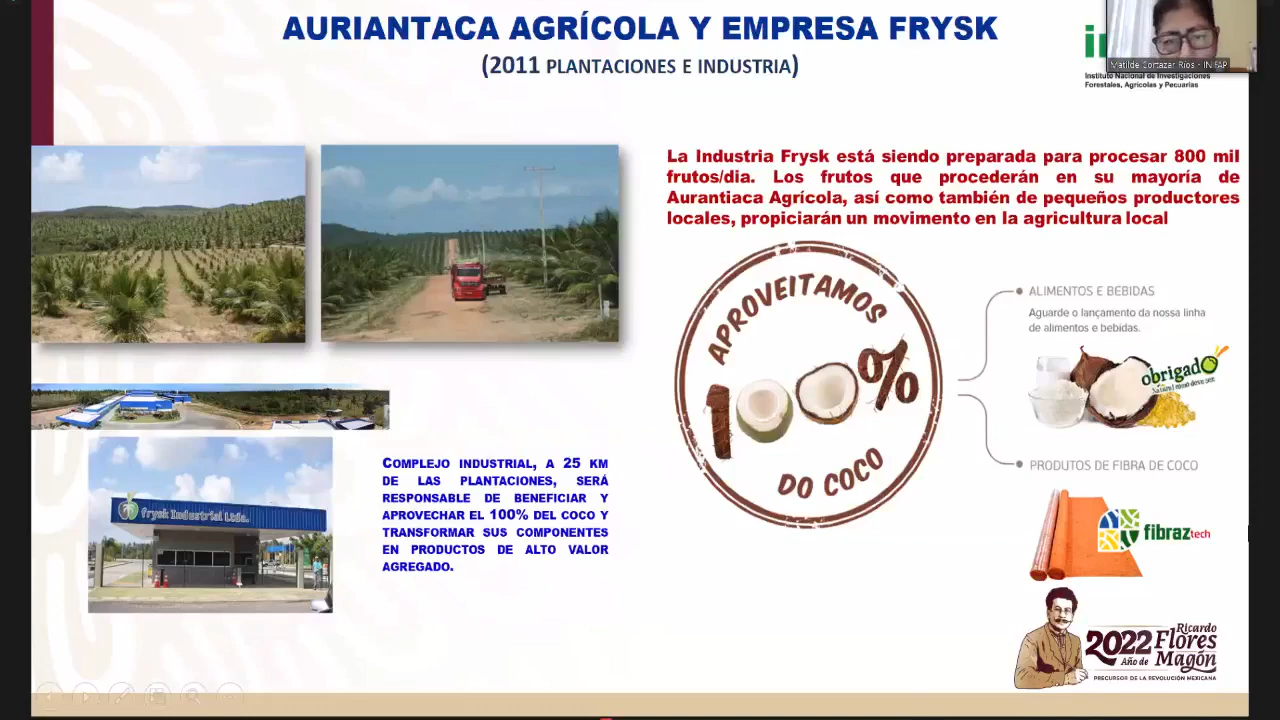 AURIANTACA AGRÍCOLA Y EMPRESA FRYSK
(2011 PLANTACIONES E INDUSTRIA)
Matilde Cortazar Rios - INIFAP
Instituto Nacional de Investigaciones
Forestales, Agrícolas y Pecuarias
La Industria Frysk está siendo preparada para procesar 800 mil
frutos/dia. Los frutos que procederán en su mayoría de
Aurantiaca Agrícola, así como también de pequeños productores
locales, propiciarán un movimento en la agricultura local
APROVEITAMOS
100%
DO COCO
ALIMENTOS E BEBIDAS
Aguarde o lançamento da nossa linha
de alimentos e bebidas.
obrigado
PRODUTOS DE FIBRA DE COCO
fibraztech
frysk Industrial Ltda.
COMPLEJO INDUSTRIAL, A 25 KM
DE LAS PLANTACIONES, SERÁ
RESPONSABLE DE BENEFICIAR Y
APROVECHAR EL 100% DEL COCO Y
TRANSFORMAR SUS COMPONENTES
EN PRODUCTOS DE ALTO VALOR
AGREGADO.
2022 Ricardo
Año de Flores
Magón
PRECURSOR DE LA REVOLUCIÓN MEXICANA